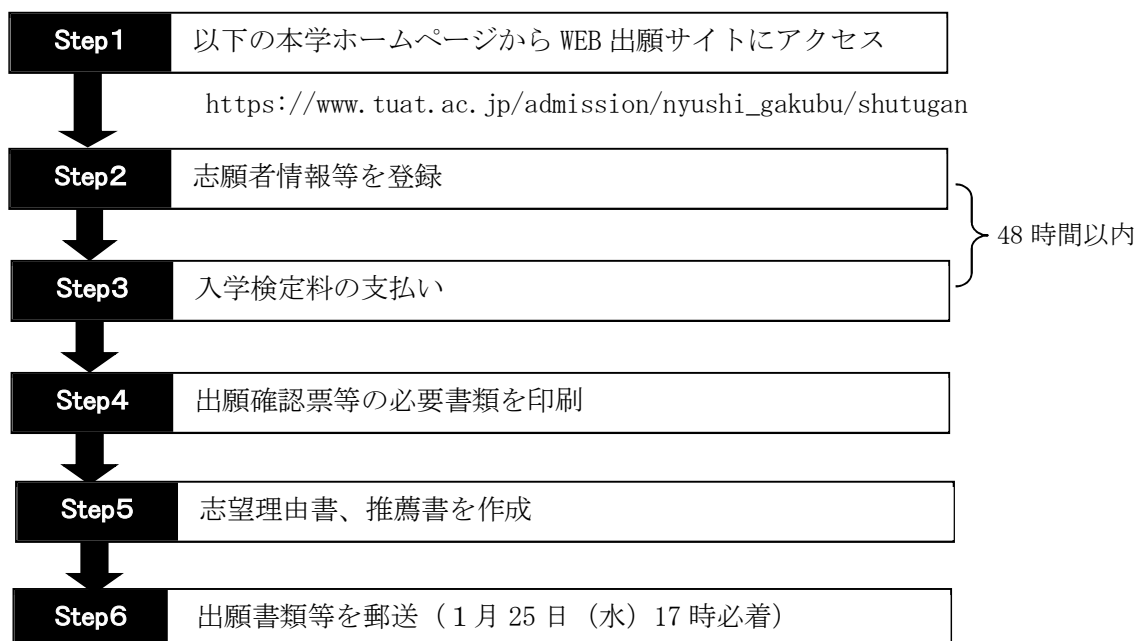 Step1 以下の本学ホームページから WEB 出願サイトにアクセス
https://www.tuat.ac.jp/admission/nyushi_gakubu/shutugan
Step2 志願者情報等を登録
48 時間以内
Step3 入学検定料の支払い
Step4 出願確認票等の必要書類を印刷
Step5 志望理由書、推薦書を作成
Step6 出願書類等を郵送（１月 25 日（水）17 時必着）